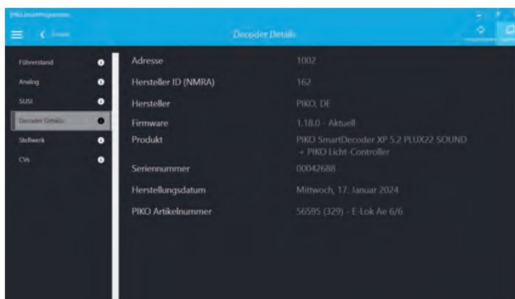 PIKO SmartProgrammer
Decoder Details
Führerstand
Analog
SUSI
Decoder Details
Stellwerk
CVs
Adresse 1002
Hersteller ID (NMRA) 162
Hersteller PIKO, DE
Firmware 1.18.0 - Aktuell
Produkt PIKO SmartDecoder XP 5.2 PLUX22 SOUND
+ PIKO Licht-Controller
Seriennummer 00042688
Herstellungsdatum Mittwoch, 17. Januar 2024
PIKO Artikelnummer 56595 (329) - E-Lok Ae 6/6